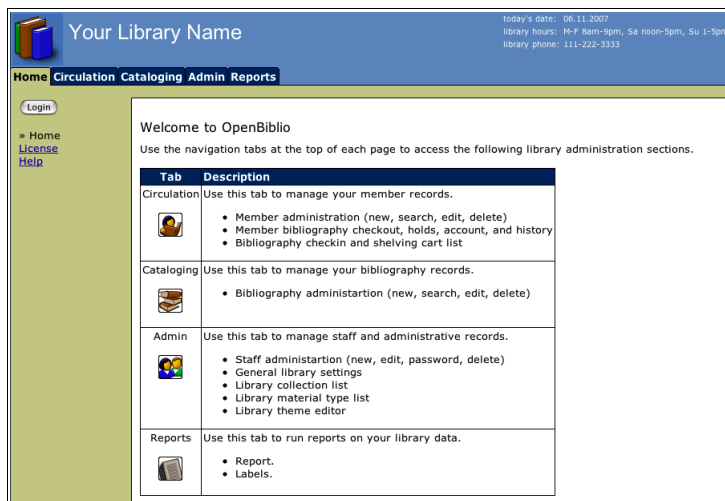 Your Library Name
today's date: 06.11.2007
library hours: M-F 8am-9pm, Sa noon-5pm, Su 1-5pm
library phone: 111-222-3333
Home Circulation Cataloging Admin Reports
Login
» Home
License
Help
Welcome to OpenBiblio
Use the navigation tabs at the top of each page to access the following library administration sections.
Tab Description
Circulation Use this tab to manage your member records.
• Member administration (new, search, edit, delete)
• Member bibliography checkout, holds, account, and history
• Bibliography checkin and shelving cart list
Cataloging Use this tab to manage your bibliography records.
• Bibliography administartion (new, search, edit, delete)
Admin Use this tab to manage staff and administrative records.
• Staff administartion (new, edit, password, delete)
• General library settings
• Library collection list
• Library material type list
• Library theme editor
Reports Use this tab to run reports on your library data.
• Report.
• Labels.